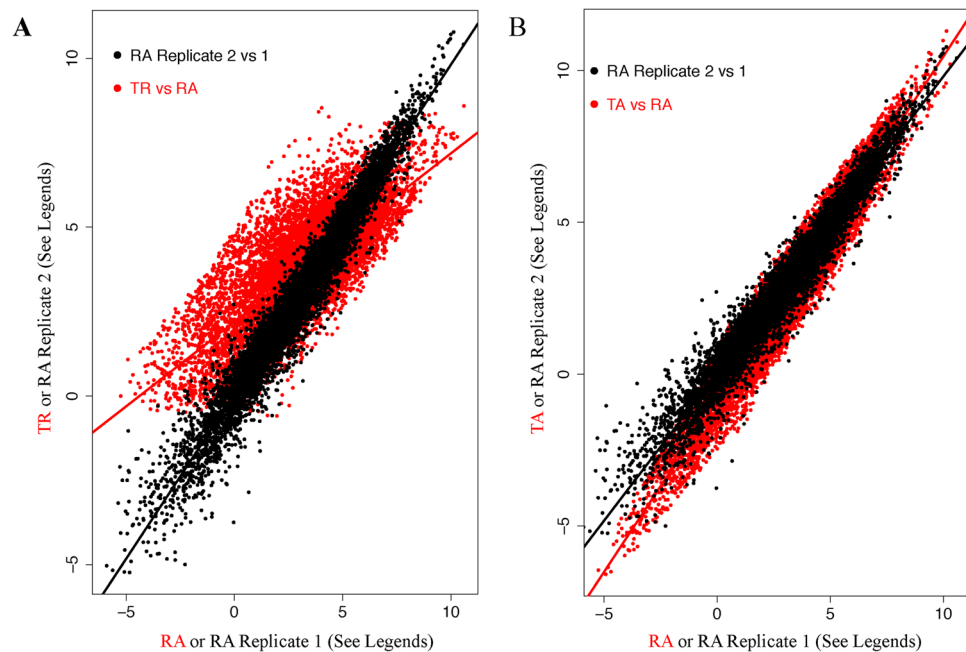 A
RA Replicate 2 vs 1
TR vs RA
10
5
0
−5
TR or RA Replicate 2 (See Legends)
−5 0 5 10
RA or RA Replicate 1 (See Legends)
B
RA Replicate 2 vs 1
TA vs RA
10
5
0
−5
TA or RA Replicate 2 (See Legends)
−5 0 5 10
RA or RA Replicate 1 (See Legends)